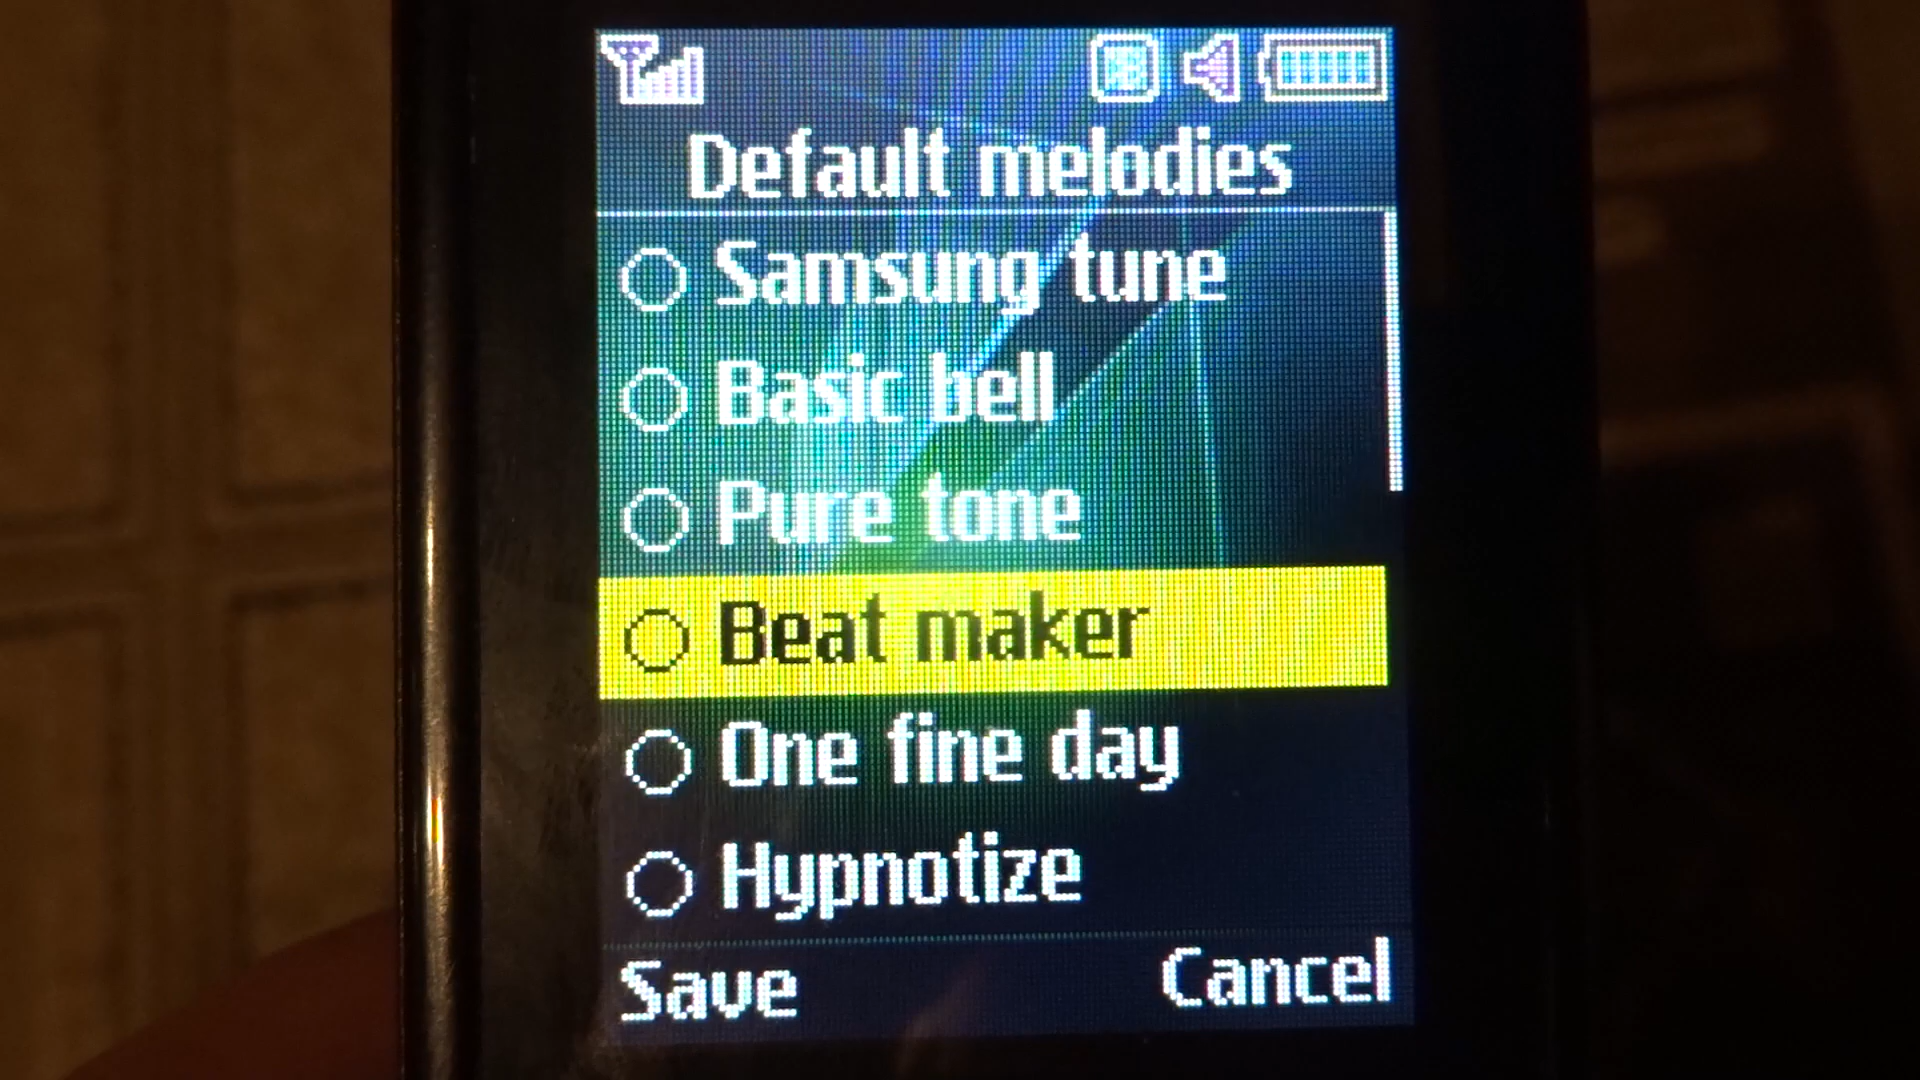 Default melodies
Samsung tune
Basic bell
Pure tone
Beat maker
One fine day
Hypnotize
Save
Cancel